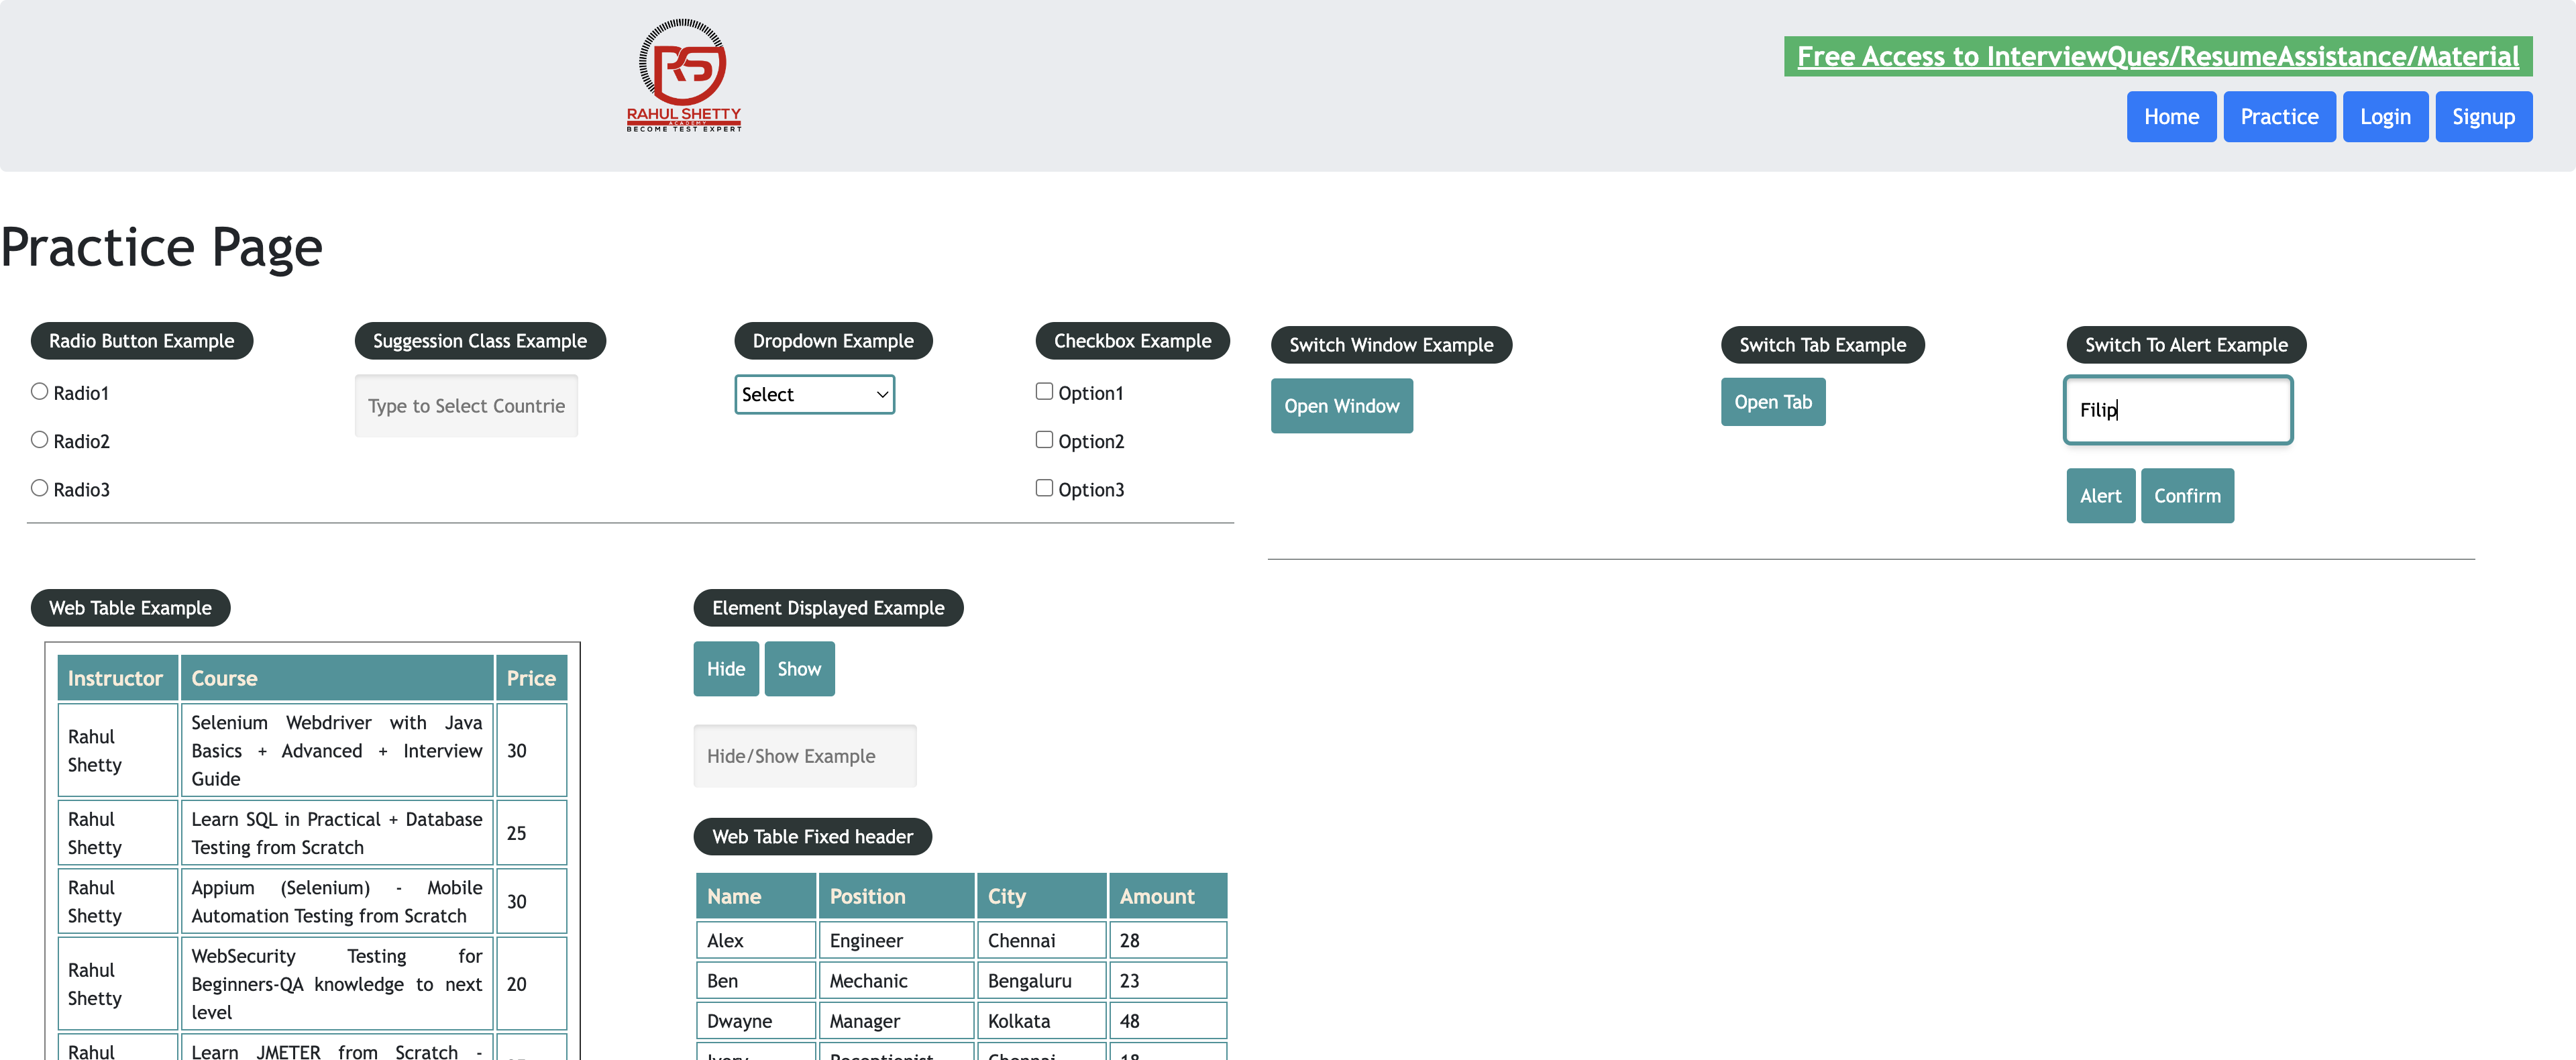 RAHUL SHETTY
ACADEMY
BECOME TEST EXPERT
Free Access to InterviewQues/ResumeAssistance/Material
Home Practice Login Signup
Practice Page
Radio Button Example
Radio1
Radio2
Radio3
Suggession Class Example
Type to Select Countrie
Dropdown Example
Select
Checkbox Example
Option1
Option2
Option3
Switch Window Example
Open Window
Switch Tab Example
Open Tab
Switch To Alert Example
Filip
Alert Confirm
Web Table Example
Instructor Course Price
Rahul Shetty Selenium Webdriver with Java
Basics + Advanced + Interview 30
Guide
Rahul Shetty Learn SQL in Practical + Database 25
Testing from Scratch
Rahul Shetty Appium (Selenium) - Mobile 30
Automation Testing from Scratch
Rahul Shetty WebSecurity Testing for
Beginners-QA knowledge to next 20
level
Rahul Learn JMETER from Scratch -
Element Displayed Example
Hide Show
Hide/Show Example
Web Table Fixed header
Name Position City Amount
Alex Engineer Chennai 28
Ben Mechanic Bengaluru 23
Dwayne Manager Kolkata 48
Ivory Receptionist Chennai 18